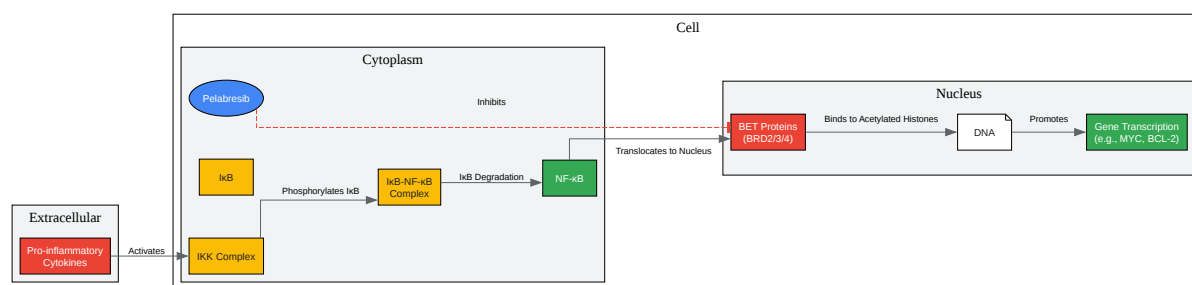 Cell
Cytoplasm
Pelabresib
Inhibits
IκB
Phosphorylates IκB
IκB-NF-κB
Complex
IκB Degradation
NF-κB
IKK Complex
Extracellular
Pro-inflammatory
Cytokines
Activates
Translocates to Nucleus
Nucleus
BET Proteins
(BRD2/3/4)
Binds to Acetylated Histones
DNA
Promotes
Gene Transcription
(e.g., MYC, BCL-2)